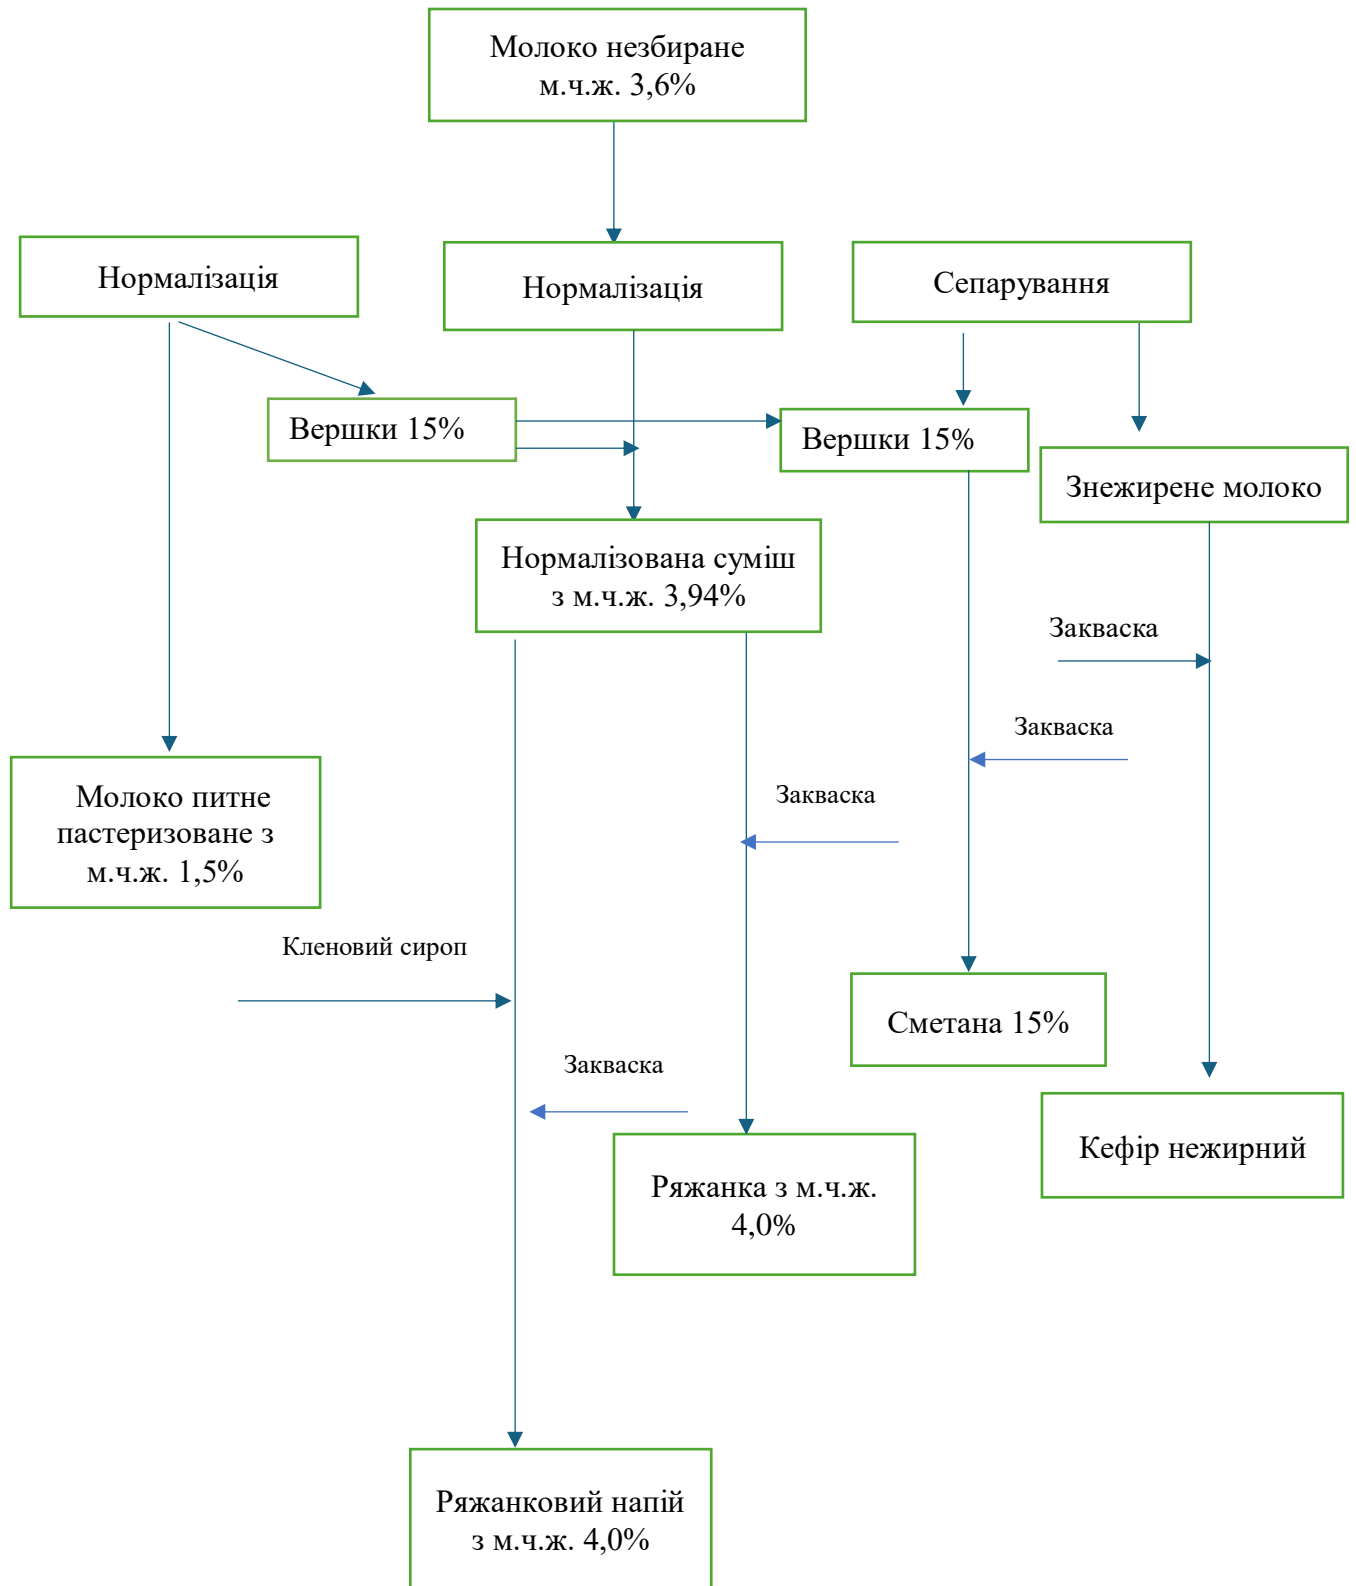 Молоко незбиране
м.ч.ж. 3,6%
Нормалізація
Нормалізація
Сепарування
Вершки 15%
Вершки 15%
Знежирене молоко
Нормалізована суміш
з м.ч.ж. 3,94%
Закваска
Закваска
Закваска
Молоко питне
пастеризоване з
м.ч.ж. 1,5%
Кленовий сироп
Сметана 15%
Закваска
Кефір нежирний
Ряжанка з м.ч.ж.
4,0%
Ряжанковий напій
з м.ч.ж. 4,0%